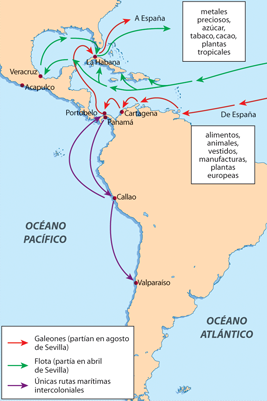 A España
metales
preciosos,
azúcar,
tabaco, cacao,
plantas
tropicales
La Habana
Veracruz
Acapulco
Portobelo
Cartagena
Panamá
De España
alimentos,
animales,
vestidos,
manufacturas,
plantas
europeas
Callao
OCÉANO
PACÍFICO
Valparaíso
OCÉANO
ATLÁNTICO
Galeones (partían en agosto
de Sevilla)
Flota (partía en abril
de Sevilla)
Únicas rutas marítimas
intercoloniales